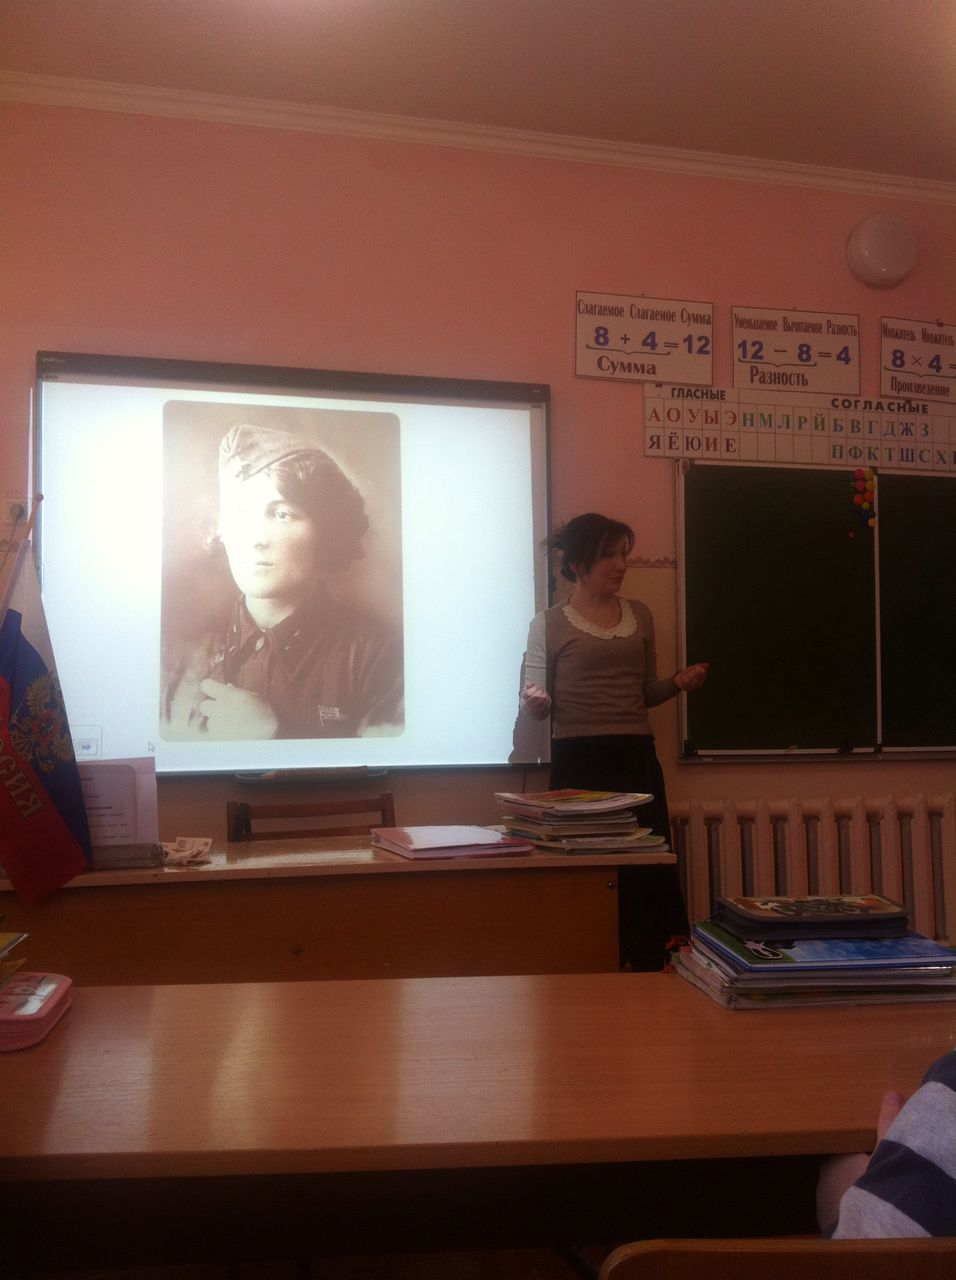 Слагаемое Слагаемое Сумма
8 + 4 = 12
Сумма
Уменьшаемое Вычитаемое Разность
12 − 8 = 4
Разность
Множитель Множитель
8 × 4 =
Произведение
ГЛАСНЫЕ
СОГЛАСНЫЕ
А О У Ы Э Н М Л Р Й Б В Г Д Ж З
Я Ё Ю И Е П Ф К Т Ш С Х
РОССИЯ